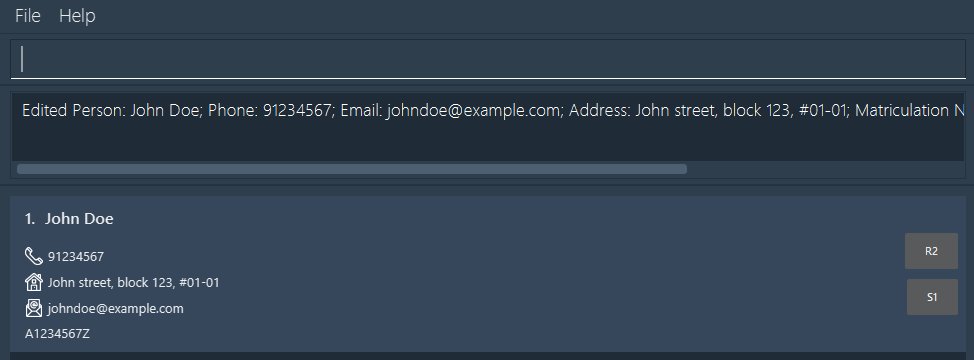 File Help
Edited Person: John Doe; Phone: 91234567; Email: johndoe@example.com; Address: John street, block 123, #01-01; Matriculation N
1. John Doe
91234567
R2
John street, block 123, #01-01
S1
johndoe@example.com
A1234567Z